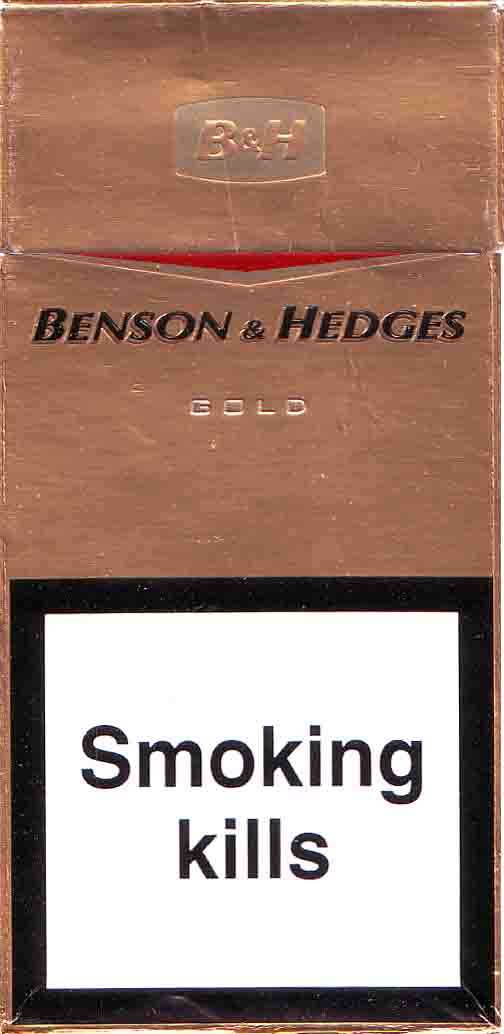 B&H
BENSON & HEDGES
GOLD
Smoking
kills